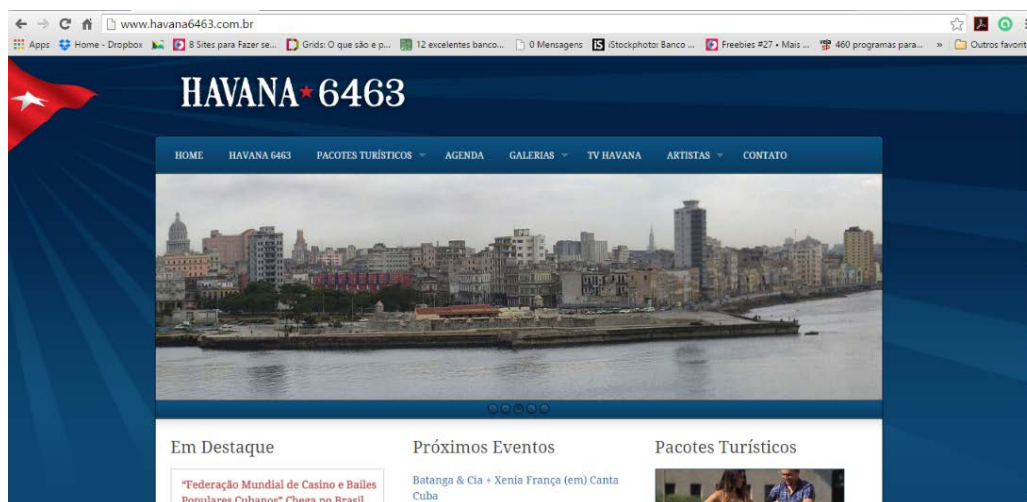 www.havana6463.com.br
Apps Home - Dropbox 8 Sites para Fazer se... Grids: O que são e p... 12 excelentes banco... 0 Mensagens iS iStockphoto: Banco ... Freebies #27 • Mais ... 460 programas para... » Outros favorit
HAVANA★6463
HOME HAVANA 6463 PACOTES TURÍSTICOS AGENDA GALERIAS TV HAVANA ARTISTAS CONTATO
Em Destaque Próximos Eventos Pacotes Turísticos
“Federação Mundial de Casino e Bailes
Populares Cubanos” Chega no Brasil
Batanga & Cia + Xenia França (em) Canta
Cuba